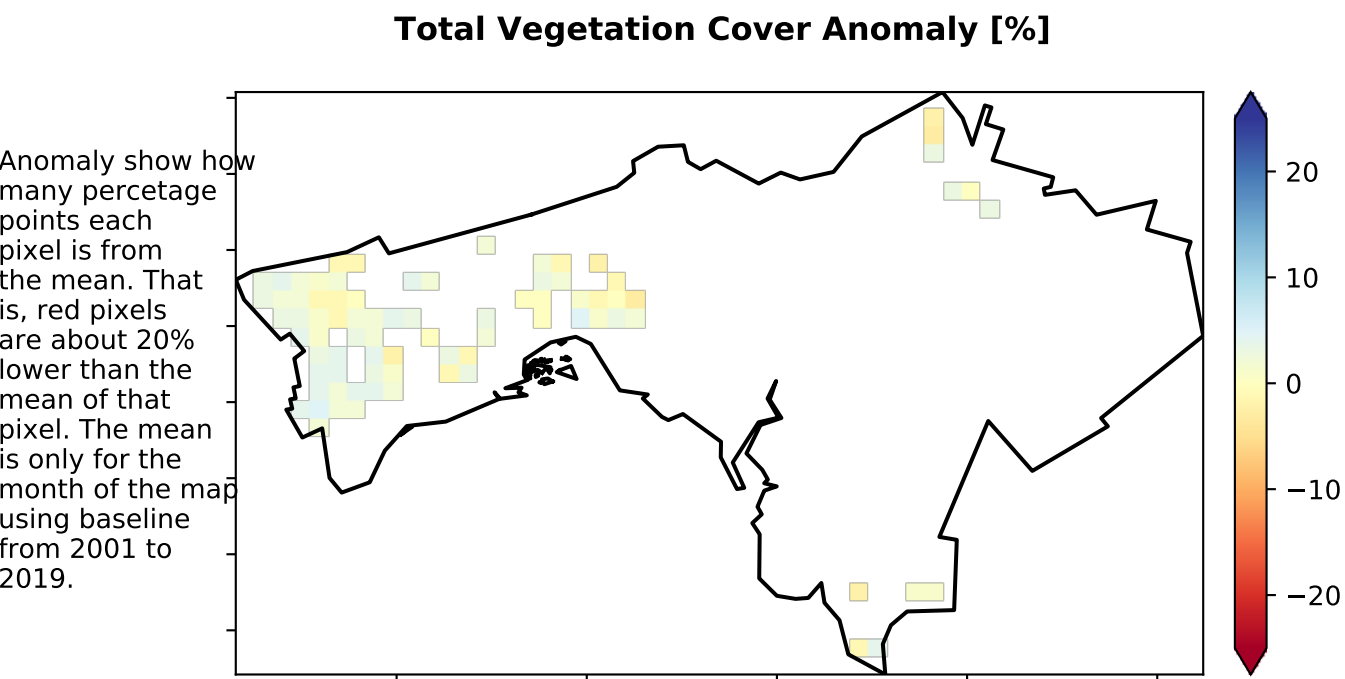 Total Vegetation Cover Anomaly [%]
Anomaly show how
many percetage
points each
pixel is from
the mean. That
is, red pixels
are about 20%
lower than the
mean of that
pixel. The mean
is only for the
month of the map
using baseline
from 2001 to
2019.
20
10
0
−10
−20